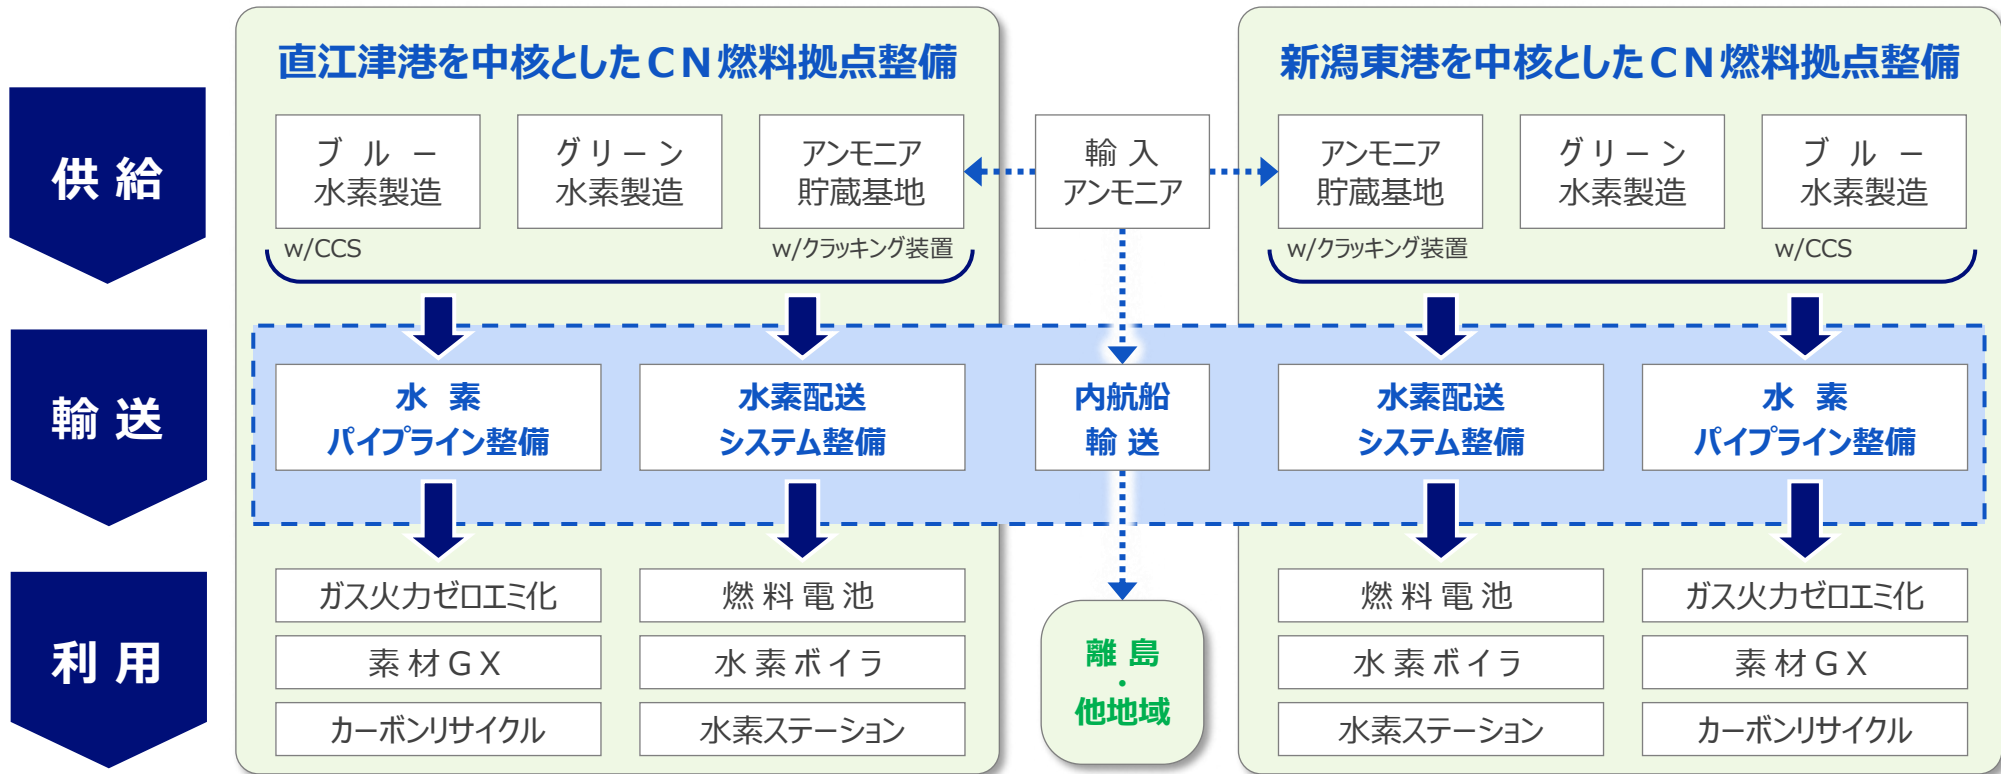 直江津港を中核としたCN燃料拠点整備
新潟東港を中核としたCN燃料拠点整備
供給
ブルー
水素製造
w/CCS
グリーン
水素製造
アンモニア
貯蔵基地
w/クラッキング装置
輸入
アンモニア
アンモニア
貯蔵基地
w/クラッキング装置
グリーン
水素製造
ブルー
水素製造
w/CCS
輸送
水素
パイプライン整備
水素配送
システム整備
内航船
輸送
水素配送
システム整備
水素
パイプライン整備
利用
ガス火力ゼロエミ化
素材GX
カーボンリサイクル
燃料電池
水素ボイラ
水素ステーション
離島
・
他地域
燃料電池
水素ボイラ
水素ステーション
ガス火力ゼロエミ化
素材GX
カーボンリサイクル